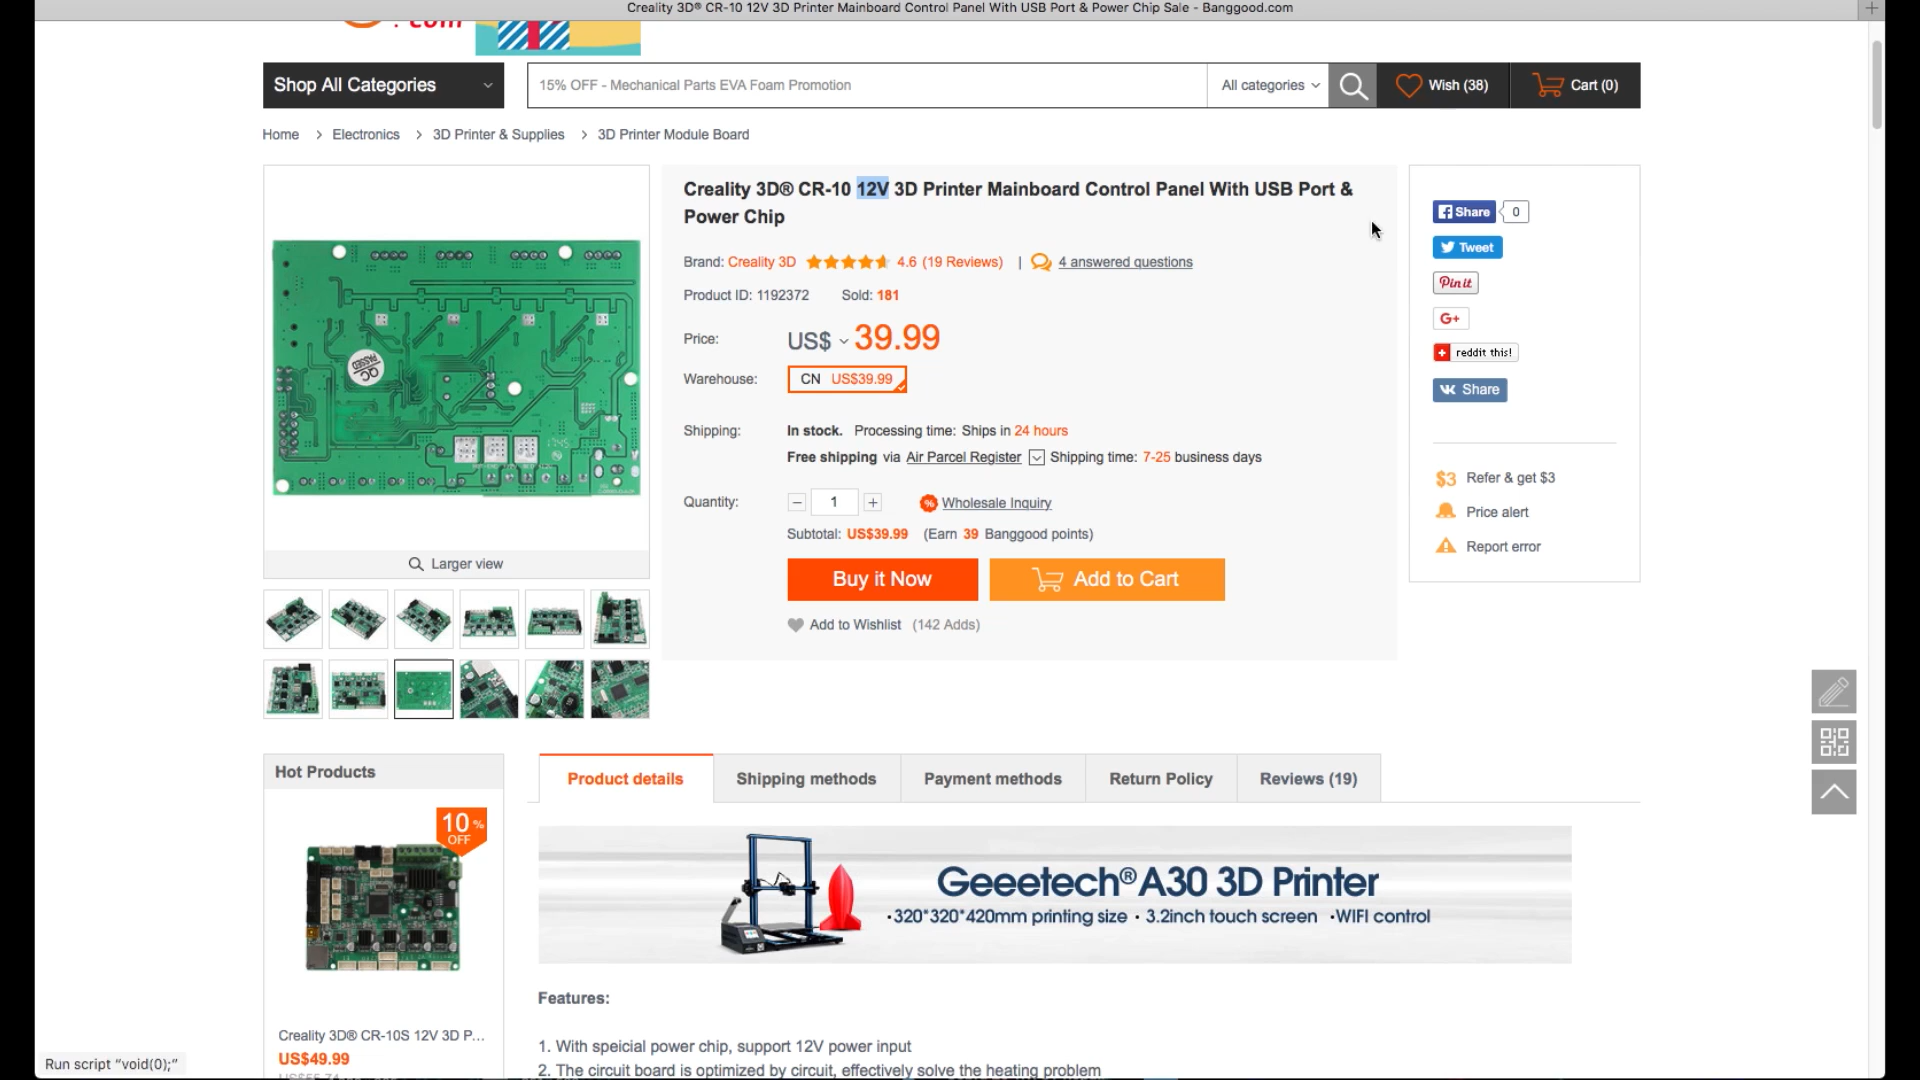 Creality 3D® CR-10 12V 3D Printer Mainboard Control Panel With USB Port & Power Chip Sale - Banggood.com
.com
Shop All Categories
15% OFF - Mechanical Parts EVA Foam Promotion
All categories
Wish (38)
Cart (0)
Home > Electronics > 3D Printer & Supplies > 3D Printer Module Board
Creality 3D® CR-10 12V 3D Printer Mainboard Control Panel With USB Port &
Power Chip
Brand: Creality 3D 4.6 (19 Reviews) | 4 answered questions
Product ID: 1192372 Sold: 181
Price: US$ 39.99
Warehouse: CN US$39.99
Shipping: In stock. Processing time: Ships in 24 hours
Free shipping via Air Parcel Register Shipping time: 7-25 business days
Quantity: − 1 + % Wholesale Inquiry
Subtotal: US$39.99 (Earn 39 Banggood points)
Buy it Now
Add to Cart
Add to Wishlist (142 Adds)
Share 0
Tweet
Pin it
G+
reddit this!
Share
$3 Refer & get $3
Price alert
Report error
QC
PASSED
1745
Larger view
Hot Products
10%
OFF
Creality 3D® CR-10S 12V 3D P...
US$49.99
US$55.74
Product details
Shipping methods
Payment methods
Return Policy
Reviews (19)
Geeetech® A30 3D Printer
·320*320*420mm printing size · 3.2inch touch screen ·WIFI control
Features:
1. With speicial power chip, support 12V power input
2. The circuit board is optimized by circuit, effectively solve the heating problem
Run script "void(0);"